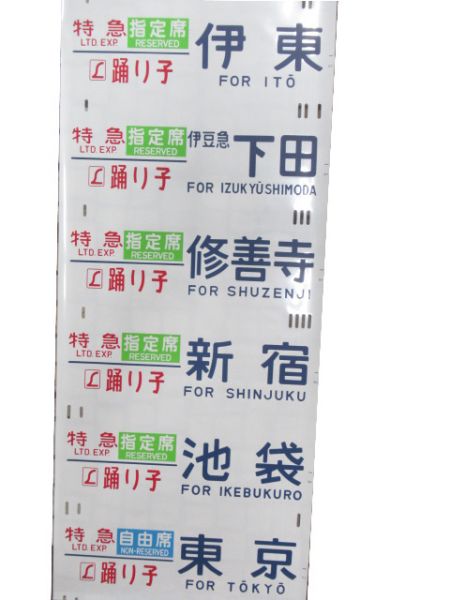 特急 指定席 伊東
LTD. EXP RESERVED
L 踊り子 FOR ITŌ
特急 指定席 伊豆急下田
LTD. EXP RESERVED
L 踊り子 FOR IZUKYŪSHIMODA
特急 指定席 修善寺
LTD. EXP RESERVED
L 踊り子 FOR SHUZENJI
特急 指定席 新宿
LTD. EXP RESERVED
L 踊り子 FOR SHINJUKU
特急 指定席 池袋
LTD. EXP RESERVED
L 踊り子 FOR IKEBUKURO
特急 自由席 東京
LTD. EXP. NON-RESERVED
L 踊り子 FOR TŌKYŌ